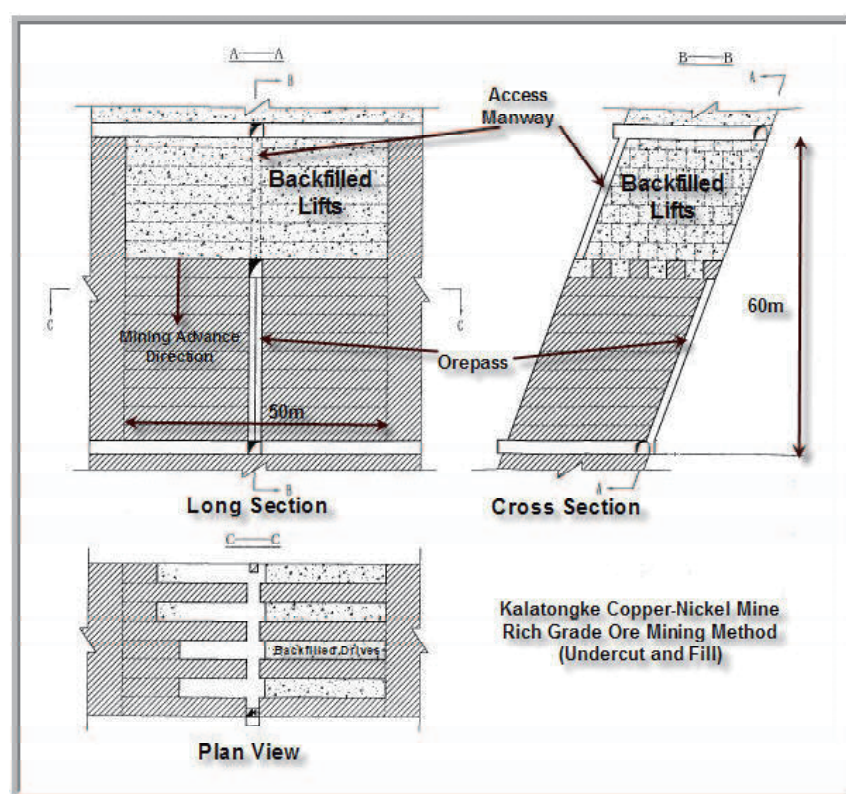 A——A
B
Access
Manway
B——B
A
Backfilled
Lifts
Backfilled
Lifts
C
C
Mining Advance
Direction
Orepass
60m
50m
B
A
Long Section
Cross Section
C——C
Backfilled Drives
Kalatongke Copper-Nickel Mine
Rich Grade Ore Mining Method
(Undercut and Fill)
Plan View